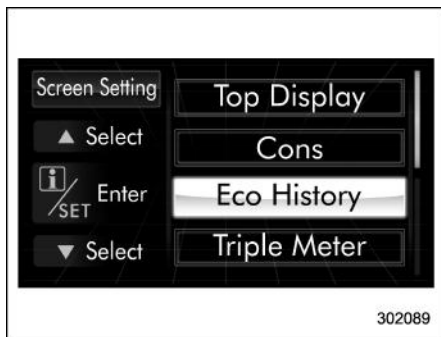 Screen Setting
▲ Select
i/SET Enter
▼ Select
Top Display
Cons
Eco History
Triple Meter
302089